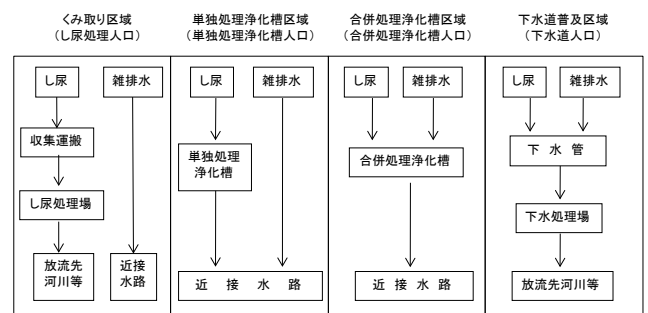 くみ取り区域
（し尿処理人口）
し尿
雑排水
収集運搬
し尿処理場
放流先
河川等
近接
水路
単独処理浄化槽区域
（単独処理浄化槽人口）
し尿
雑排水
単独処理
浄化槽
近 接 水 路
合併処理浄化槽区域
（合併処理浄化槽人口）
し尿
雑排水
合併処理浄化槽
近 接 水 路
下水道普及区域
（下水道人口）
し尿
雑排水
下 水 管
下水処理場
放流先河川等